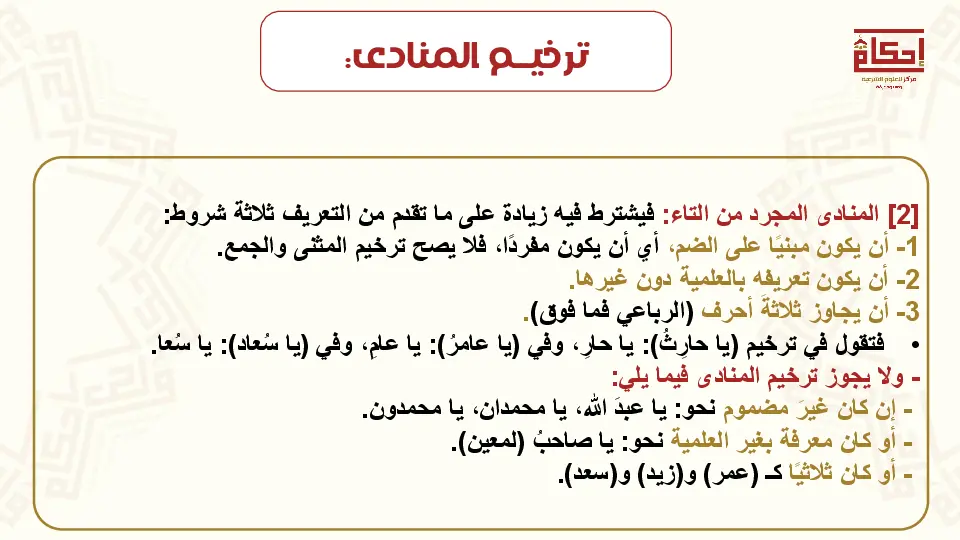 ترخيم المنادى:
إحكام
مركز للعلوم الشرعية
[2] المنادى المجرد من التاء: فيشترط فيه زيادة على ما تقدم من التعريف ثلاثة شروط:
1- أن يكون مبنيًا على الضم، أي أن يكون مفردًا، فلا يصح ترخيم المثنى والجمع.
2- أن يكون تعريفه بالعلمية دون غيرها.
3- أن يجاوز ثلاثةَ أحرف (الرباعي فما فوق).
• فتقول في ترخيم (يا حارِثُ): يا حارِ، وفي (يا عامرُ): يا عامِ، وفي (يا سُعاد): يا سُعا.
- ولا يجوز ترخيم المنادى فيما يلي:
- إن كان غيرَ مضموم نحو: يا عبدَ الله، يا محمدان، يا محمدون.
- أو كان معرفة بغير العلمية نحو: يا صاحبُ (لمعين).
- أو كان ثلاثيًا كـ (عمر) و(زيد) و(سعد).